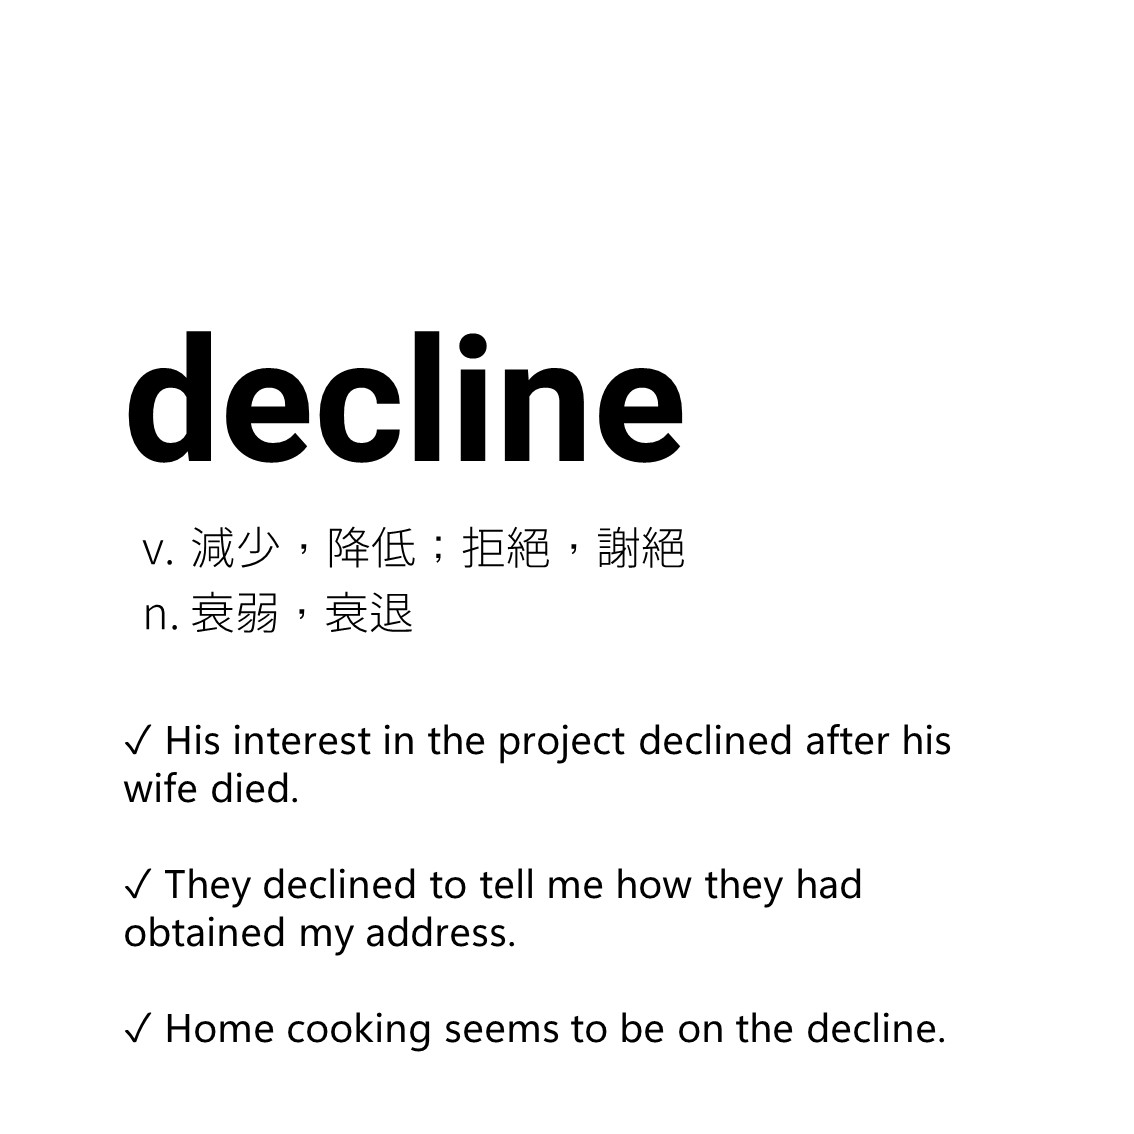 decline
v. 減少，降低；拒絕，謝絕
n. 衰弱，衰退
✓ His interest in the project declined after his
wife died.
✓ They declined to tell me how they had
obtained my address.
✓ Home cooking seems to be on the decline.